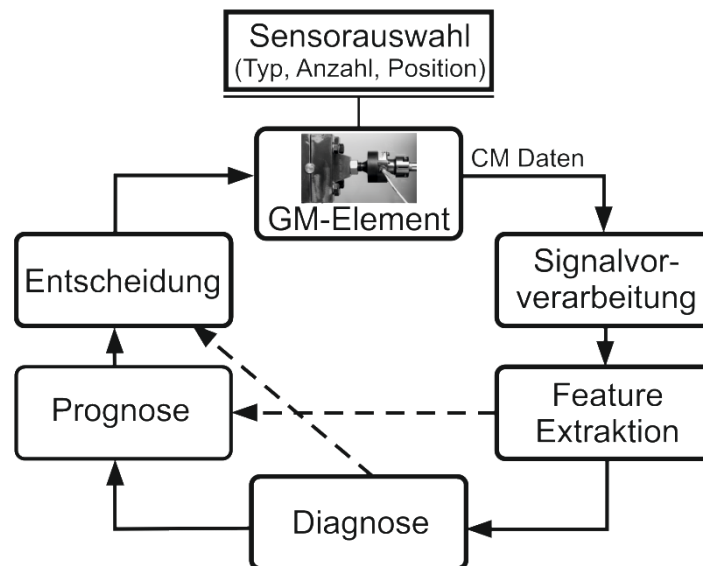 Sensorauswahl
(Typ, Anzahl, Position)
GM-Element
CM Daten
Signalvor-
verarbeitung
Feature
Extraktion
Diagnose
Prognose
Entscheidung